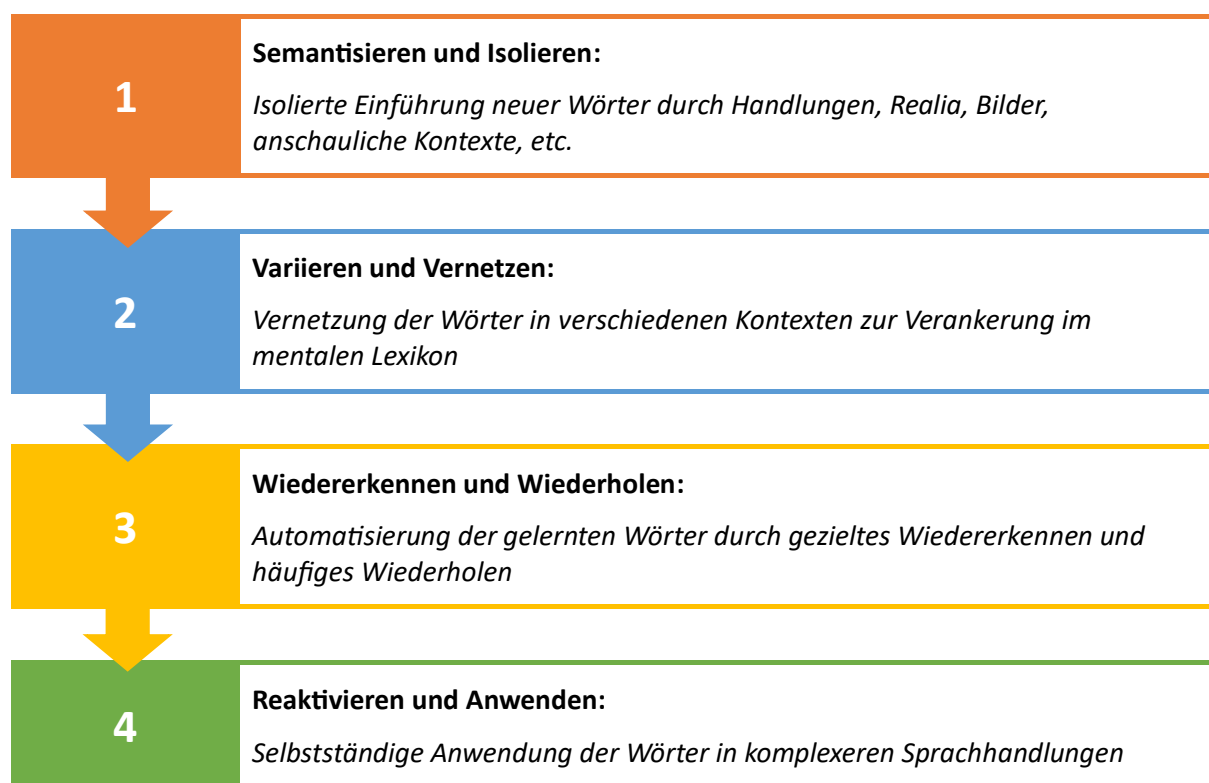 1
Semantisieren und Isolieren:
Isolierte Einführung neuer Wörter durch Handlungen, Realia, Bilder,
anschauliche Kontexte, etc.
2
Variieren und Vernetzen:
Vernetzung der Wörter in verschiedenen Kontexten zur Verankerung im
mentalen Lexikon
3
Wiedererkennen und Wiederholen:
Automatisierung der gelernten Wörter durch gezieltes Wiedererkennen und
häufiges Wiederholen
4
Reaktivieren und Anwenden:
Selbstständige Anwendung der Wörter in komplexeren Sprachhandlungen